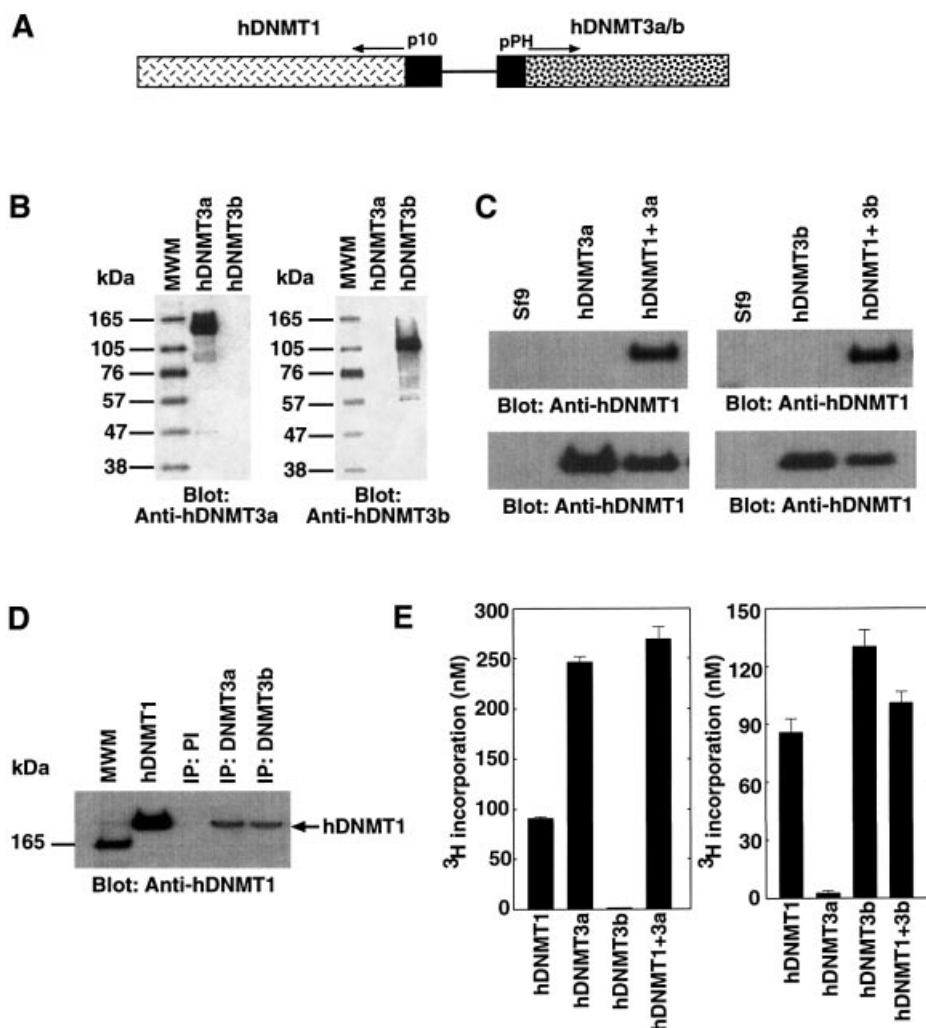 A
hDNMT1
hDNMT3a/b
p10
pPH
B
kDa
MWM
hDNMT3a
hDNMT3b
165
105
76
57
47
38
Blot:
Anti-hDNMT3a
kDa
MWM
hDNMT3a
hDNMT3b
165
105
76
57
47
38
Blot:
Anti-hDNMT3b
C
Sf9
hDNMT3a
hDNMT1+ 3a
Blot: Anti-hDNMT1
Blot: Anti-hDNMT1
Sf9
hDNMT3b
hDNMT1+ 3b
Blot: Anti-hDNMT1
Blot: Anti-hDNMT1
D
kDa
MWM
hDNMT1
IP: PI
IP: DNMT3a
IP: DNMT3b
165
hDNMT1
Blot: Anti-hDNMT1
E
3H incorporation (nM)
300
250
200
150
100
50
0
hDNMT1
hDNMT3a
hDNMT3b
hDNMT1+3a
3H incorporation (nM)
150
120
90
60
30
0
hDNMT1
hDNMT3a
hDNMT3b
hDNMT1+3b